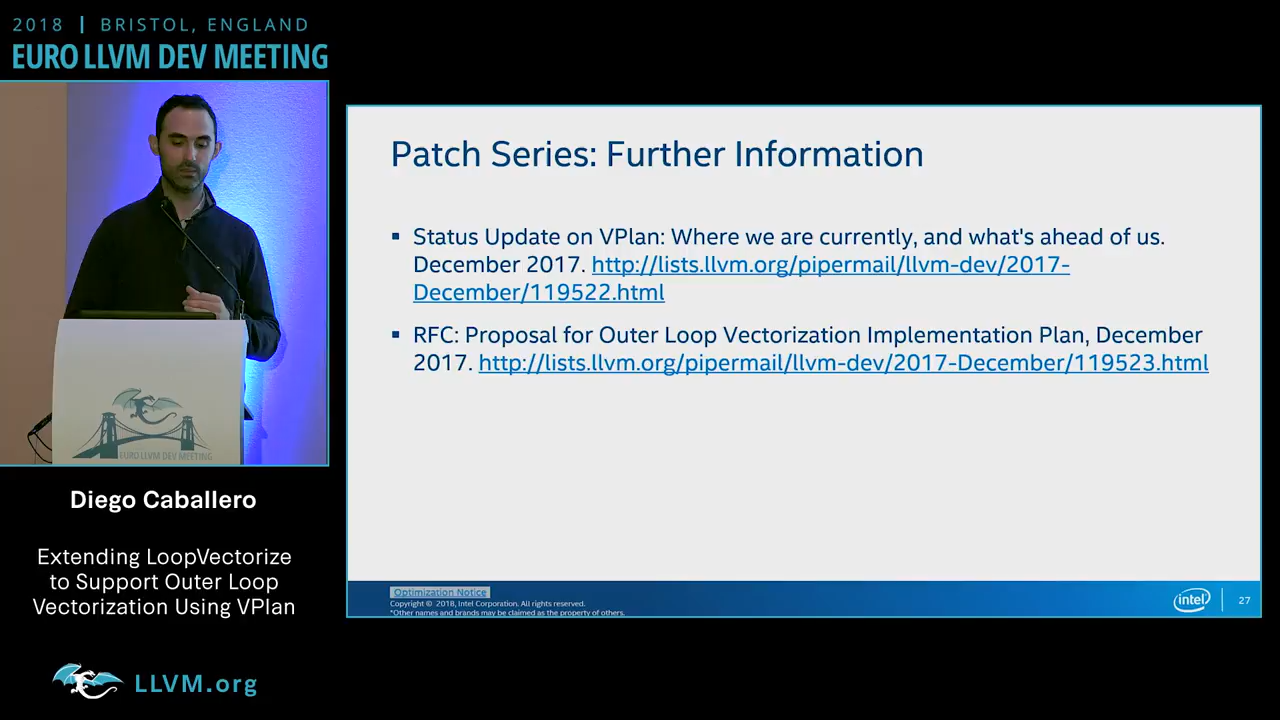 2018 | BRISTOL, ENGLAND
EURO LLVM DEV MEETING
EURO LLVM DEV MEETING
Diego Caballero
Extending LoopVectorize
to Support Outer Loop
Vectorization Using VPlan
LLVM.org
Patch Series: Further Information
▪ Status Update on VPlan: Where we are currently, and what's ahead of us.
December 2017. http://lists.llvm.org/pipermail/llvm-dev/2017-
December/119522.html
▪ RFC: Proposal for Outer Loop Vectorization Implementation Plan, December
2017. http://lists.llvm.org/pipermail/llvm-dev/2017-December/119523.html
Optimization Notice
Copyright © 2018, Intel Corporation. All rights reserved.
*Other names and brands may be claimed as the property of others.
intel
27